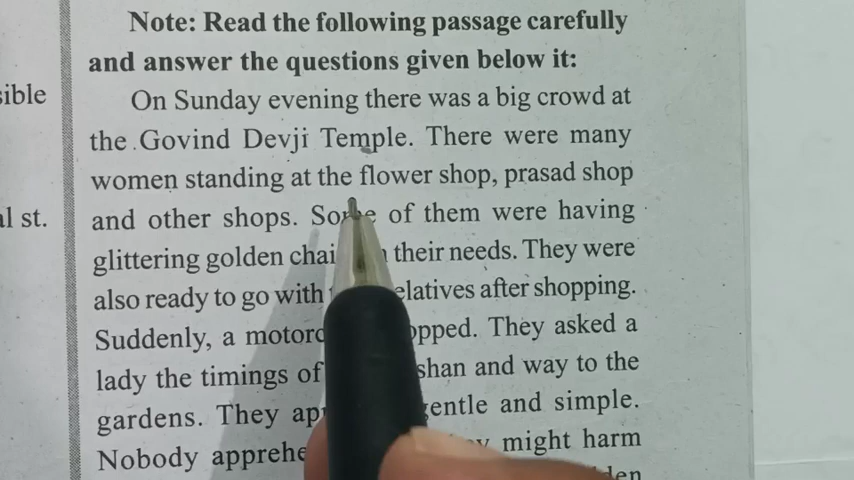 Note: Read the following passage carefully
and answer the questions given below it:
sible
On Sunday evening there was a big crowd at
the Govind Devji Temple. There were many
women standing at the flower shop, prasad shop
al st.
and other shops. Some of them were having
glittering golden their needs. They were
also ready to go with after shopping.
Suddenly, a They asked a
lady the timings of and way to the
gardens. They gentle and simple.
Nobody might harm